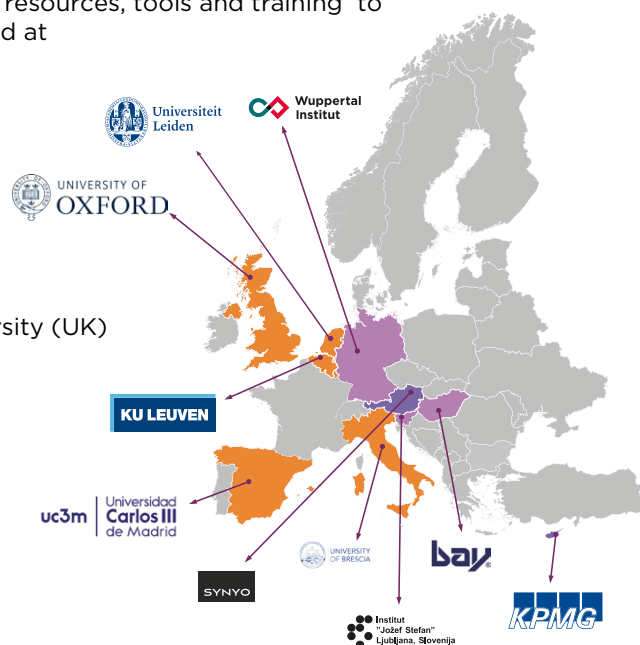 resources, tools and training to
d at
Universiteit
Leiden
Wuppertal
Institut
UNIVERSITY OF
OXFORD
rsity (UK)
KU LEUVEN
uc3m
Universidad
Carlos III
de Madrid
UNIVERSITY
OF BRESCIA
bay
SYNYO
KPMG
Institut
"Jožef Stefan"
Ljubljana, Slovenija